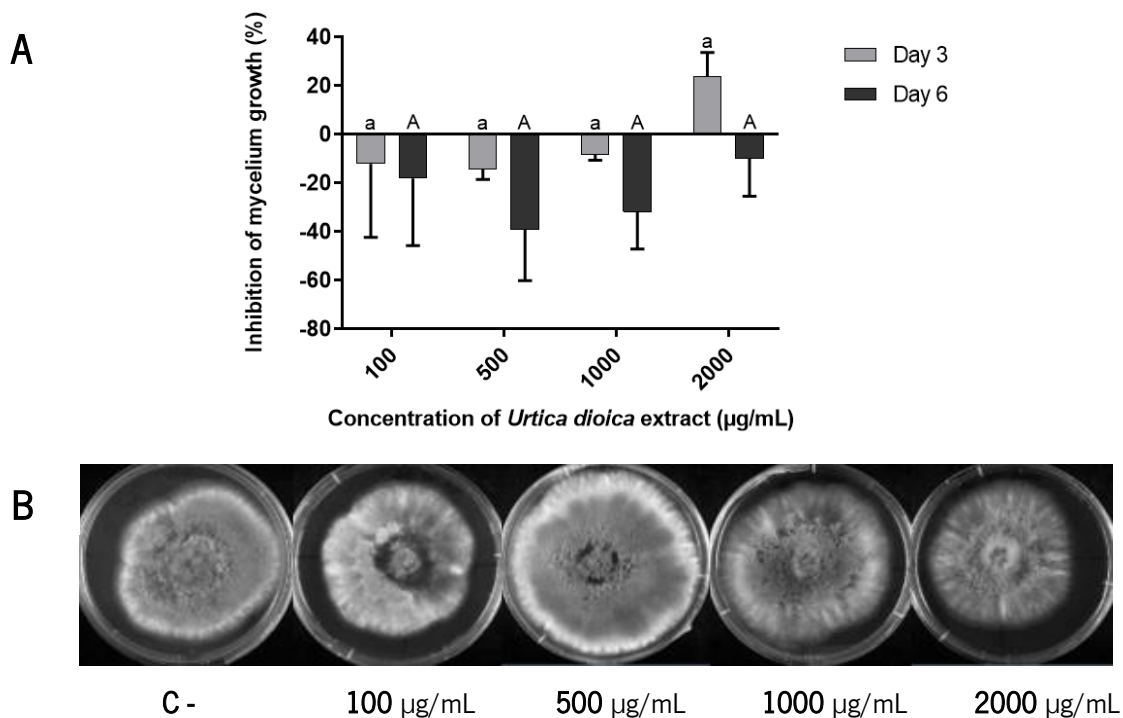 A
Inhibition of mycelium growth (%)
40
20
0
-20
-40
-60
-80
a A a A a A a A
100 500 1000 2000
Concentration of Urtica dioica extract (µg/mL)
Day 3
Day 6
B
C - 100 µg/mL 500 µg/mL 1000 µg/mL 2000 µg/mL